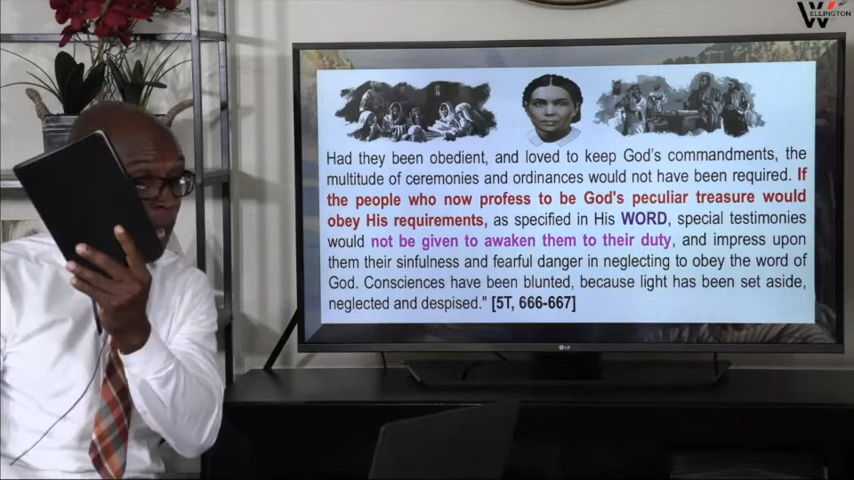 WELLINGTON
Had they been obedient, and loved to keep God's commandments, the
multitude of ceremonies and ordinances would not have been required. If
the people who now profess to be God's peculiar treasure would
obey His requirements, as specified in His WORD, special testimonies
would not be given to awaken them to their duty, and impress upon
them their sinfulness and fearful danger in neglecting to obey the word of
God. Consciences have been blunted, because light has been set aside,
neglected and despised." [5T, 666-667]
LG